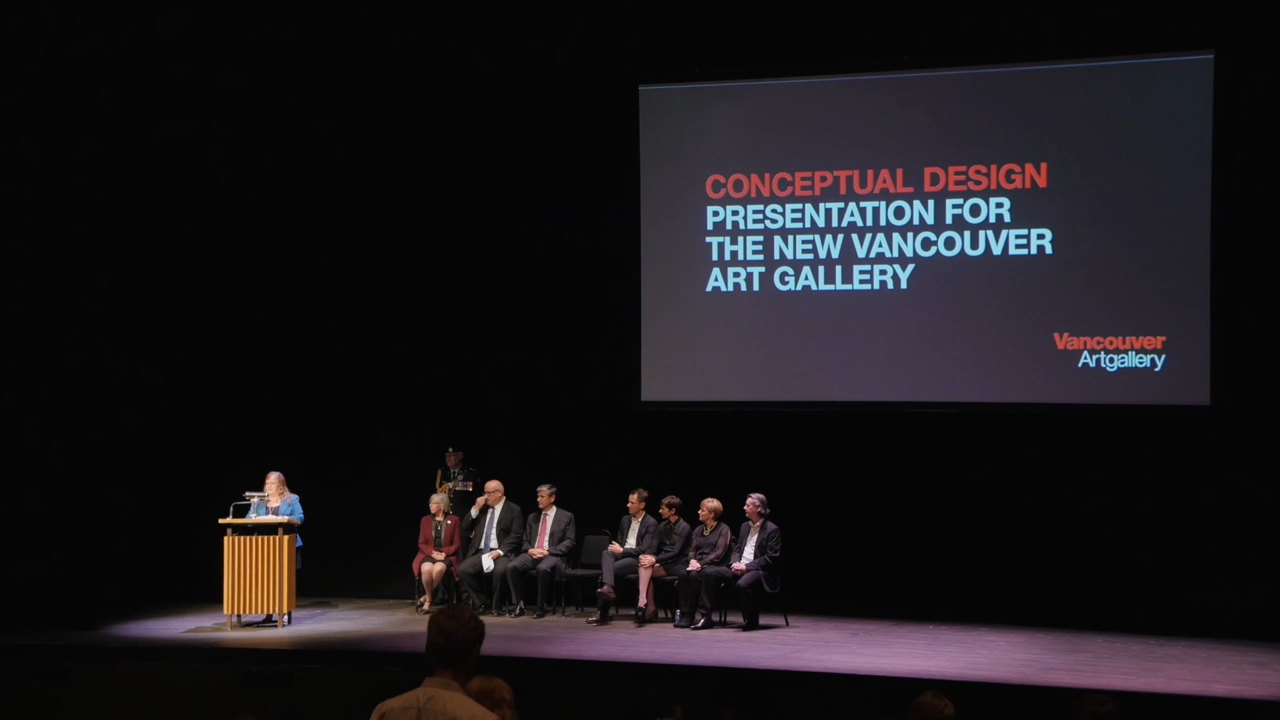 CONCEPTUAL DESIGN
PRESENTATION FOR
THE NEW VANCOUVER
ART GALLERY
Vancouver
Artgallery